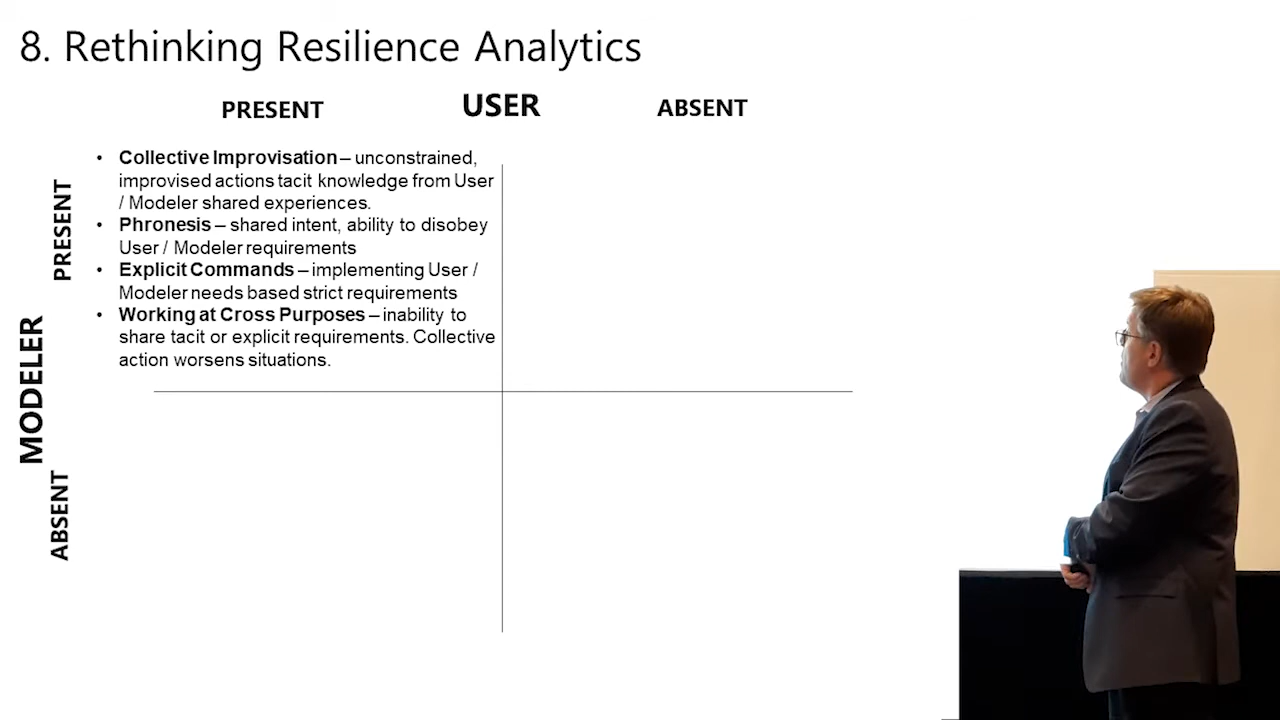 8. Rethinking Resilience Analytics
PRESENT
USER
ABSENT
• Collective Improvisation – unconstrained,
improvised actions tacit knowledge from User
/ Modeler shared experiences.
• Phronesis – shared intent, ability to disobey
User / Modeler requirements
• Explicit Commands – implementing User /
Modeler needs based strict requirements
• Working at Cross Purposes – inability to
share tacit or explicit requirements. Collective
action worsens situations.
PRESENT
MODELER
ABSENT